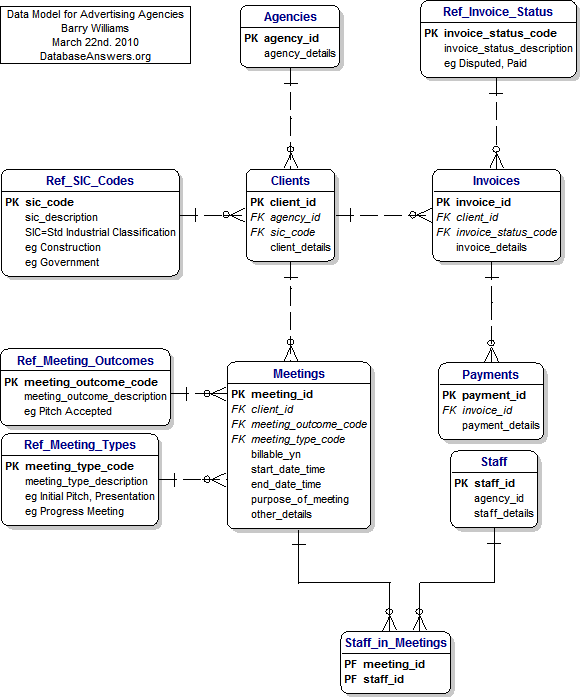 Data Model for Advertising Agencies
Barry Williams
March 22nd. 2010
DatabaseAnswers.org
Agencies
PK agency_id
agency_details
Ref_Invoice_Status
PK invoice_status_code
invoice_status_description
eg Disputed, Paid
Ref_SIC_Codes
PK sic_code
sic_description
SIC=Std Industrial Classification
eg Construction
eg Government
Clients
PK client_id
FK agency_id
FK sic_code
client_details
Invoices
PK invoice_id
FK client_id
FK invoice_status_code
invoice_details
Ref_Meeting_Outcomes
PK meeting_outcome_code
meeting_outcome_description
eg Pitch Accepted
Ref_Meeting_Types
PK meeting_type_code
meeting_type_description
eg Initial Pitch, Presentation
eg Progress Meeting
Meetings
PK meeting_id
FK client_id
FK meeting_outcome_code
FK meeting_type_code
billable_yn
start_date_time
end_date_time
purpose_of_meeting
other_details
Payments
PK payment_id
FK invoice_id
payment_details
Staff
PK staff_id
agency_id
staff_details
Staff_in_Meetings
PF meeting_id
PF staff_id